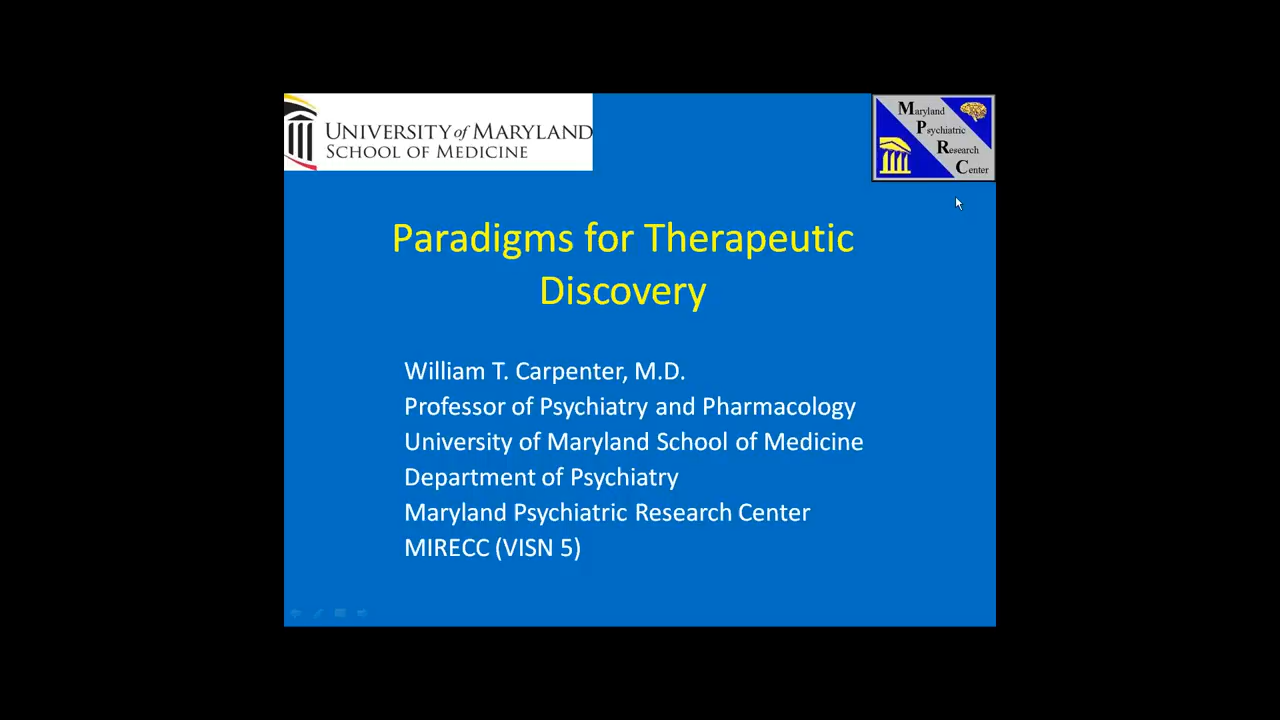 UNIVERSITY of MARYLAND
SCHOOL OF MEDICINE
Maryland
Psychiatric
Research
Center
Paradigms for Therapeutic
Discovery
William T. Carpenter, M.D.
Professor of Psychiatry and Pharmacology
University of Maryland School of Medicine
Department of Psychiatry
Maryland Psychiatric Research Center
MIRECC (VISN 5)